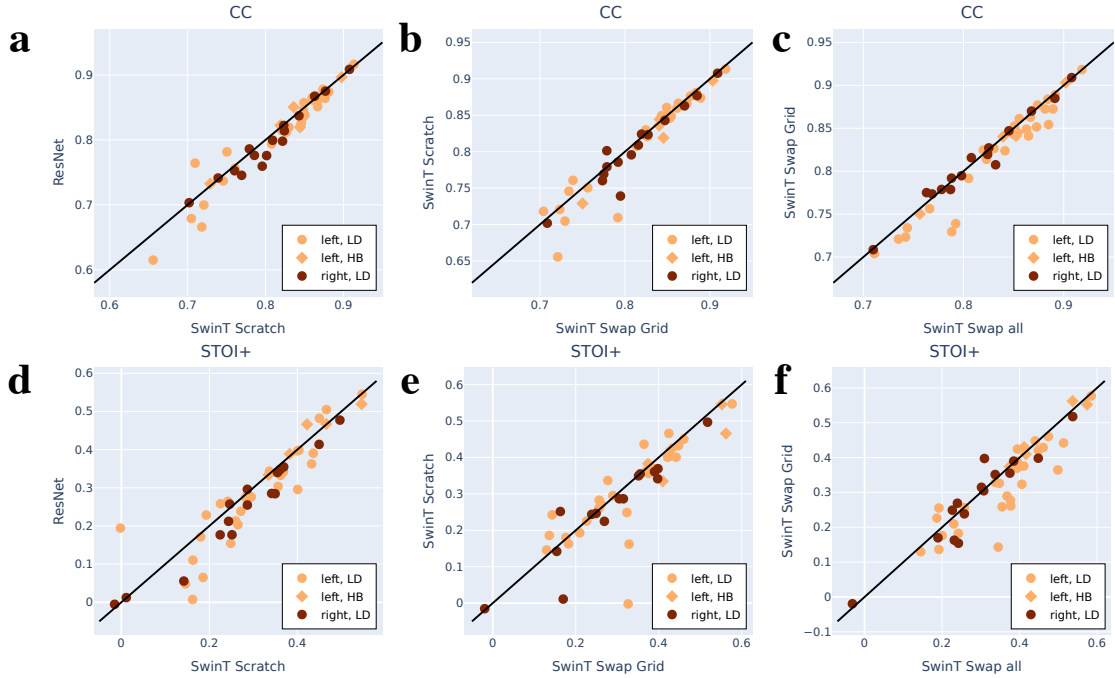 a
CC
ResNet
0.9
0.8
0.7
0.6
0.6
0.7
0.8
0.9
SwinT Scratch
left, LD
left, HB
right, LD
b
CC
SwinT Scratch
0.95
0.9
0.85
0.8
0.75
0.7
0.65
0.7
0.8
0.9
SwinT Swap Grid
left, LD
left, HB
right, LD
c
CC
SwinT Swap Grid
0.95
0.9
0.85
0.8
0.75
0.7
0.7
0.8
0.9
SwinT Swap all
left, LD
left, HB
right, LD
d
STOI+
ResNet
0.6
0.5
0.4
0.3
0.2
0.1
0
0
0.2
0.4
SwinT Scratch
left, LD
left, HB
right, LD
e
STOI+
SwinT Scratch
0.6
0.5
0.4
0.3
0.2
0.1
0
0
0.2
0.4
0.6
SwinT Swap Grid
left, LD
left, HB
right, LD
f
STOI+
SwinT Swap Grid
0.6
0.5
0.4
0.3
0.2
0.1
0
−0.1
0
0.2
0.4
0.6
SwinT Swap all
left, LD
left, HB
right, LD